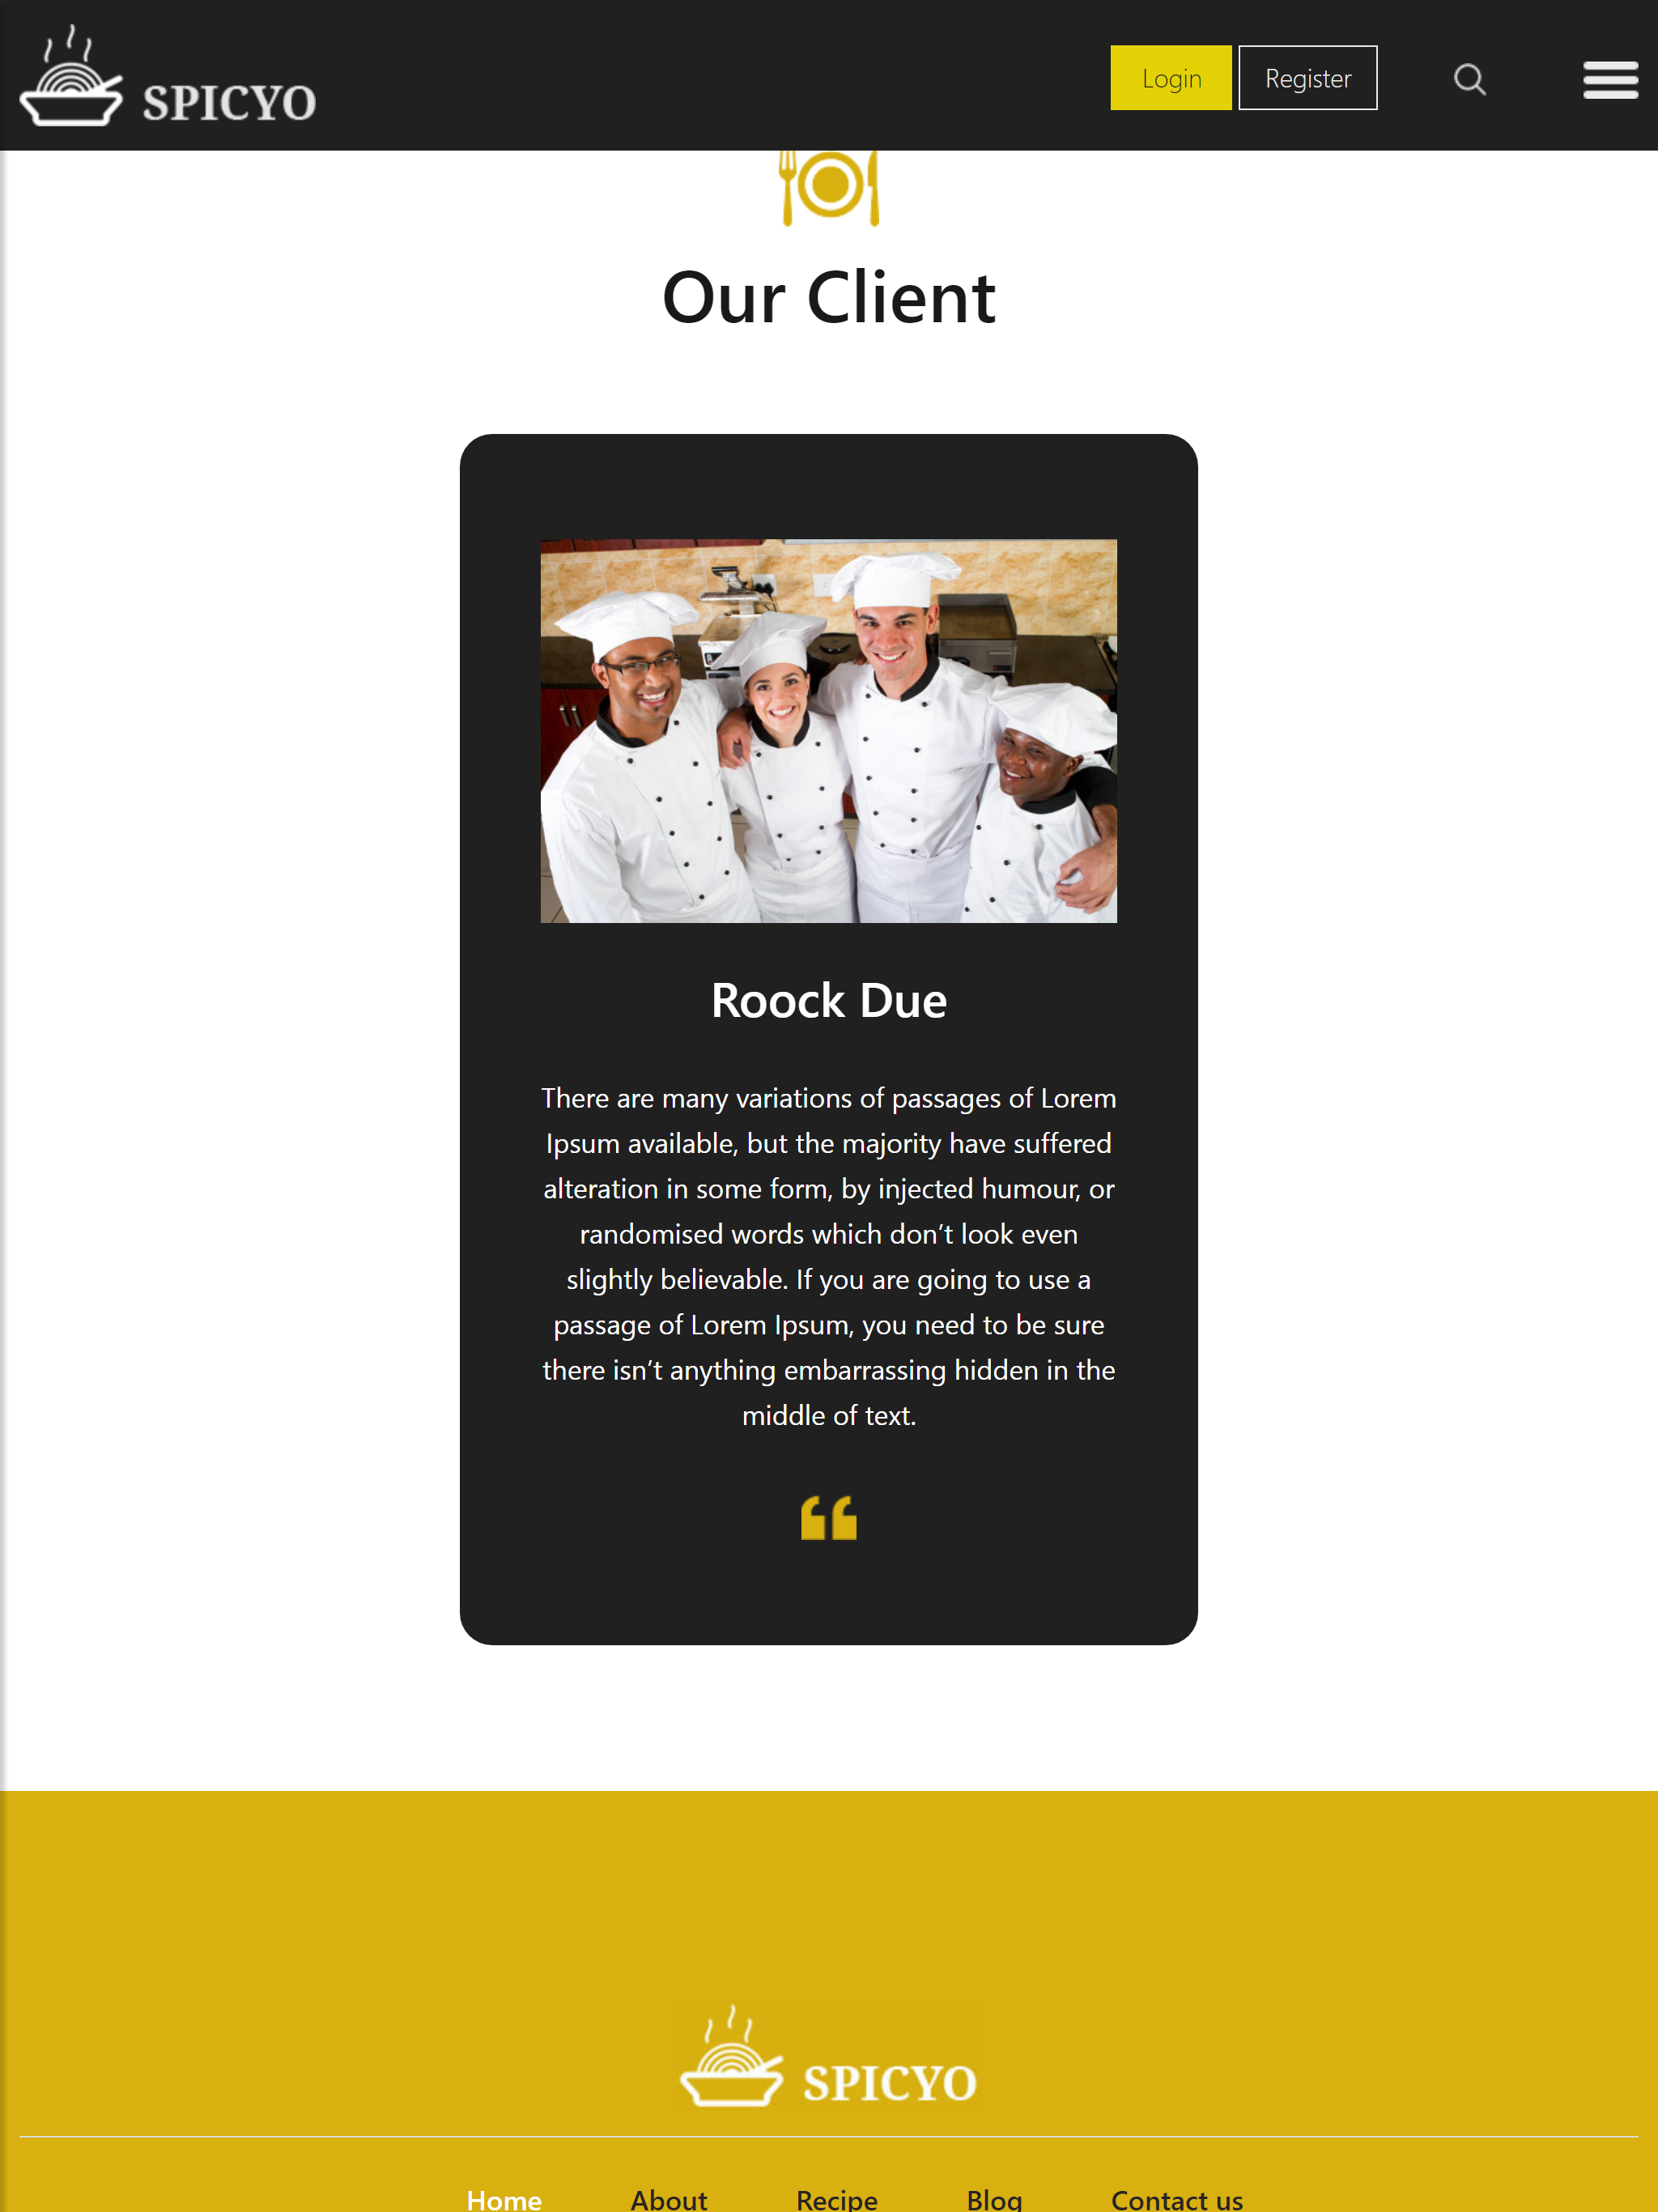 SPICYO
Login
Register
Our Client
Roock Due
There are many variations of passages of Lorem
Ipsum available, but the majority have suffered
alteration in some form, by injected humour, or
randomised words which don’t look even
slightly believable. If you are going to use a
passage of Lorem Ipsum, you need to be sure
there isn’t anything embarrassing hidden in the
middle of text.
SPICYO
Home
About
Recipe
Blog
Contact us